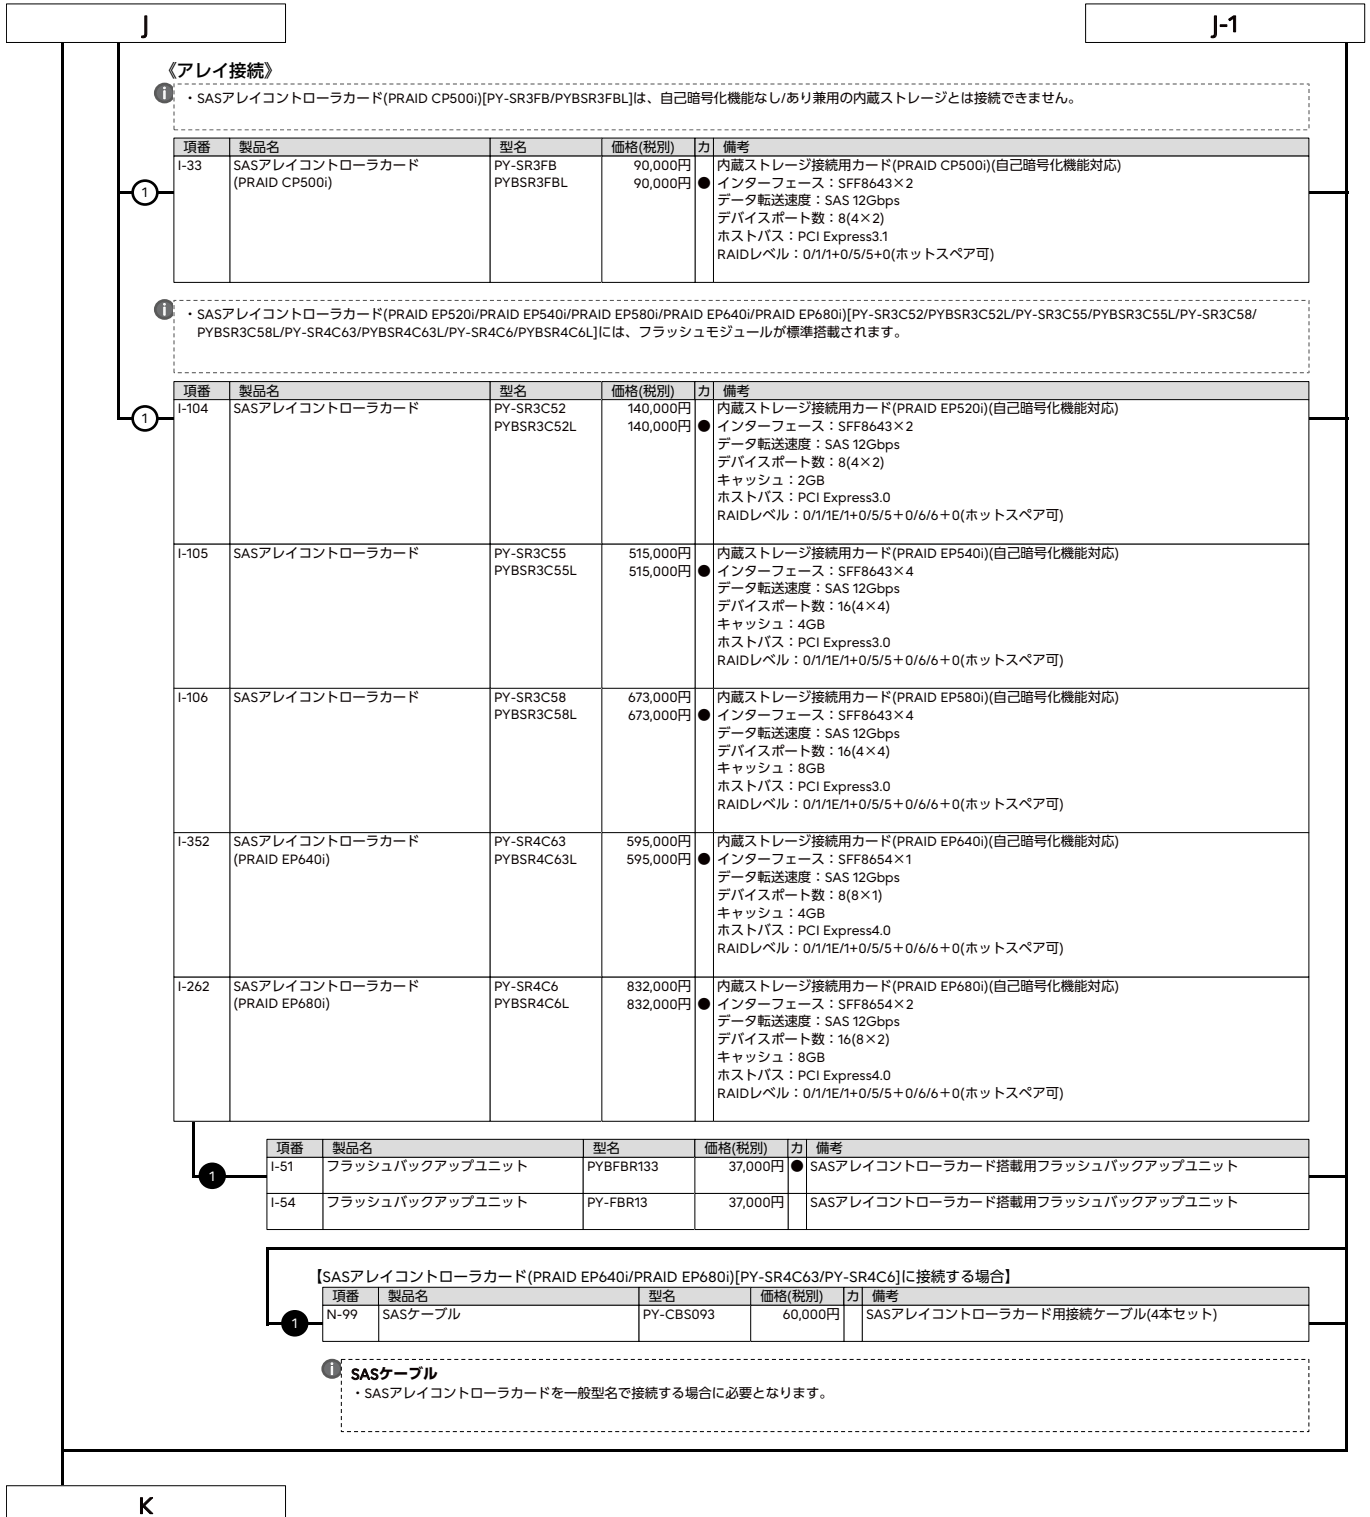 J
J-1
《アレイ接続》
・SASアレイコントローラカード(PRAID CP500i)[PY-SR3FB/PYBSR3FBL]は、自己暗号化機能なし/あり兼用の内蔵ストレージとは接続できません。
項番 製品名 型名 価格(税別) カ 備考
I-33 SASアレイコントローラカード PY-SR3FB 90,000円 内蔵ストレージ接続用カード(PRAID CP500i)(自己暗号化機能対応)
(PRAID CP500i) PYBSR3FBL 90,000円 ● インターフェース：SFF8643×2
データ転送速度：SAS 12Gbps
デバイスポート数：8(4×2)
ホストバス：PCI Express3.1
RAIDレベル：0/1/1+0/5/5+0(ホットスペア可)
1
・SASアレイコントローラカード(PRAID EP520i/PRAID EP540i/PRAID EP580i/PRAID EP640i/PRAID EP680i)[PY-SR3C52/PYBSR3C52L/PY-SR3C55/PYBSR3C55L/PY-SR3C58/
PYBSR3C58L/PY-SR4C63/PYBSR4C63L/PY-SR4C6/PYBSR4C6L]には、フラッシュモジュールが標準搭載されます。
項番 製品名 型名 価格(税別) カ 備考
I-104 SASアレイコントローラカード PY-SR3C52 140,000円 内蔵ストレージ接続用カード(PRAID EP520i)(自己暗号化機能対応)
1 PYBSR3C52L 140,000円 ● インターフェース：SFF8643×2
データ転送速度：SAS 12Gbps
デバイスポート数：8(4×2)
キャッシュ：2GB
ホストバス：PCI Express3.0
RAIDレベル：0/1/1E/1+0/5/5＋0/6/6＋0(ホットスペア可)
I-105 SASアレイコントローラカード PY-SR3C55 515,000円 内蔵ストレージ接続用カード(PRAID EP540i)(自己暗号化機能対応)
PYBSR3C55L 515,000円 ● インターフェース：SFF8643×4
データ転送速度：SAS 12Gbps
デバイスポート数：16(4×4)
キャッシュ：4GB
ホストバス：PCI Express3.0
RAIDレベル：0/1/1E/1+0/5/5＋0/6/6＋0(ホットスペア可)
I-106 SASアレイコントローラカード PY-SR3C58 673,000円 内蔵ストレージ接続用カード(PRAID EP580i)(自己暗号化機能対応)
PYBSR3C58L 673,000円 ● インターフェース：SFF8643×4
データ転送速度：SAS 12Gbps
デバイスポート数：16(4×4)
キャッシュ：8GB
ホストバス：PCI Express3.0
RAIDレベル：0/1/1E/1+0/5/5＋0/6/6＋0(ホットスペア可)
I-352 SASアレイコントローラカード PY-SR4C63 595,000円 内蔵ストレージ接続用カード(PRAID EP640i)(自己暗号化機能対応)
(PRAID EP640i) PYBSR4C63L 595,000円 ● インターフェース：SFF8654×1
データ転送速度：SAS 12Gbps
デバイスポート数：8(8×1)
キャッシュ：4GB
ホストバス：PCI Express4.0
RAIDレベル：0/1/1E/1+0/5/5＋0/6/6＋0(ホットスペア可)
I-262 SASアレイコントローラカード PY-SR4C6 832,000円 内蔵ストレージ接続用カード(PRAID EP680i)(自己暗号化機能対応)
(PRAID EP680i) PYBSR4C6L 832,000円 ● インターフェース：SFF8654×2
データ転送速度：SAS 12Gbps
デバイスポート数：16(8×2)
キャッシュ：8GB
ホストバス：PCI Express4.0
RAIDレベル：0/1/1E/1+0/5/5＋0/6/6＋0(ホットスペア可)
項番 製品名 型名 価格(税別) カ 備考
I-51 フラッシュバックアップユニット PYBFBR133 37,000円 ● SASアレイコントローラカード搭載用フラッシュバックアップユニット
1
I-54 フラッシュバックアップユニット PY-FBR13 37,000円 SASアレイコントローラカード搭載用フラッシュバックアップユニット
【SASアレイコントローラカード(PRAID EP640i/PRAID EP680i)[PY-SR4C63/PY-SR4C6]に接続する場合】
項番 製品名 型名 価格(税別) カ 備考
N-99 SASケーブル PY-CBS093 60,000円 SASアレイコントローラカード用接続ケーブル(4本セット)
1
SASケーブル
・SASアレイコントローラカードを一般型名で接続する場合に必要となります。
K